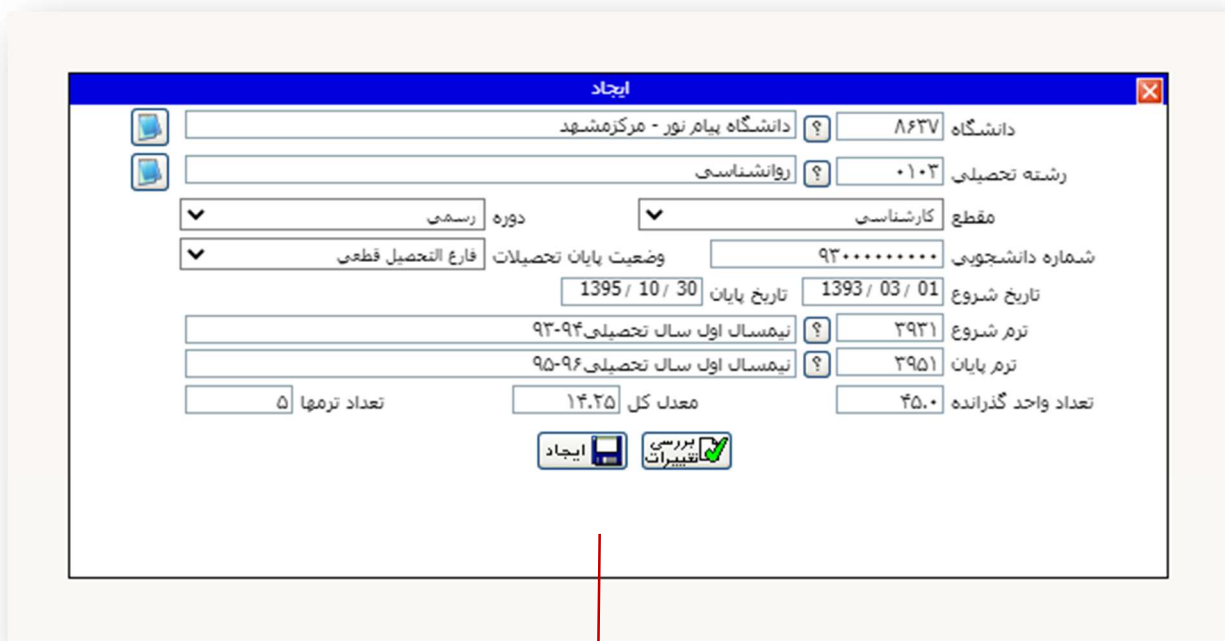 ایجاد
دانشگاه ۸۶۳۷ ؟ دانشگاه پیام نور - مرکزمشهد
رشته تحصیلی ۰۱۰۳ ؟ روانشناسی
مقطع کارشناسی دوره رسمی
شماره دانشجویی ۹۳۰۰۰۰۰۰۰۰۰ وضعیت پایان تحصیلات فارغ التحصیل قطعی
تاریخ شروع 1393/ 03/ 01 تاریخ پایان 1395/ 10/ 30
ترم شروع ۳۹۳۱ ؟ نیمسال اول سال تحصیلی۹۴-۹۳
ترم پایان ۳۹۵۱ ؟ نیمسال اول سال تحصیلی۹۶-۹۵
تعداد واحد گذرانده ۴۵.۰ معدل کل ۱۴.۲۵ تعداد ترمها ۵
بررسی تغییرات ایجاد